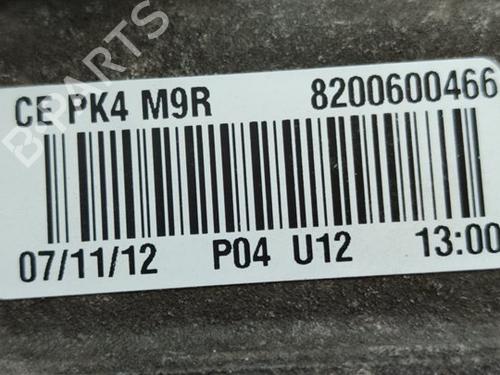 B-PARTS
CE PK4 M9R 8200600466
07/11/12 P04 U12 13:00